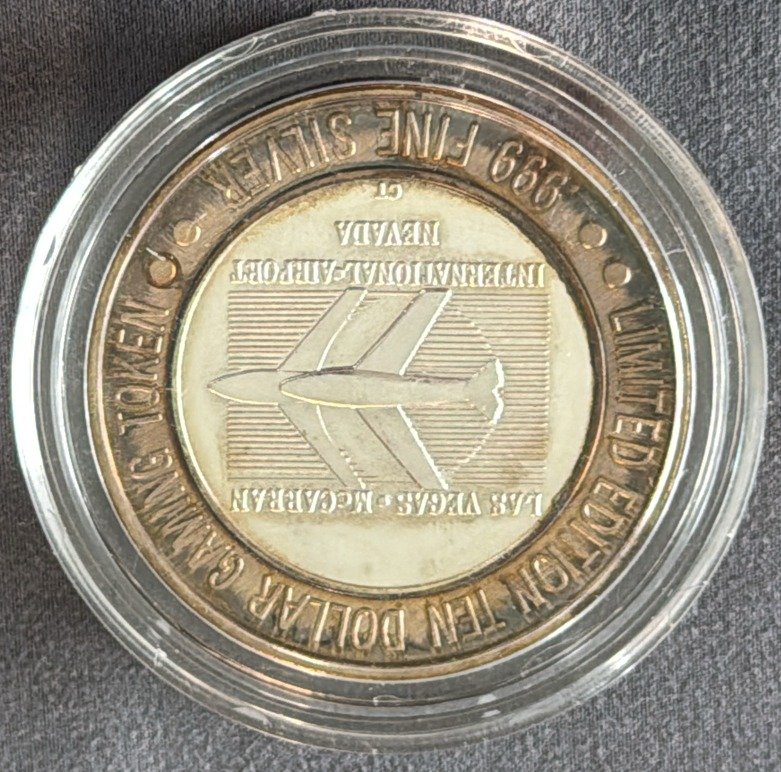 LIMITED EDITION TEN DOLLAR GAMING TOKEN
.999 FINE SILVER
LAS VEGAS • McCARRAN
INTERNATIONAL•AIRPORT
NEVADA
CT